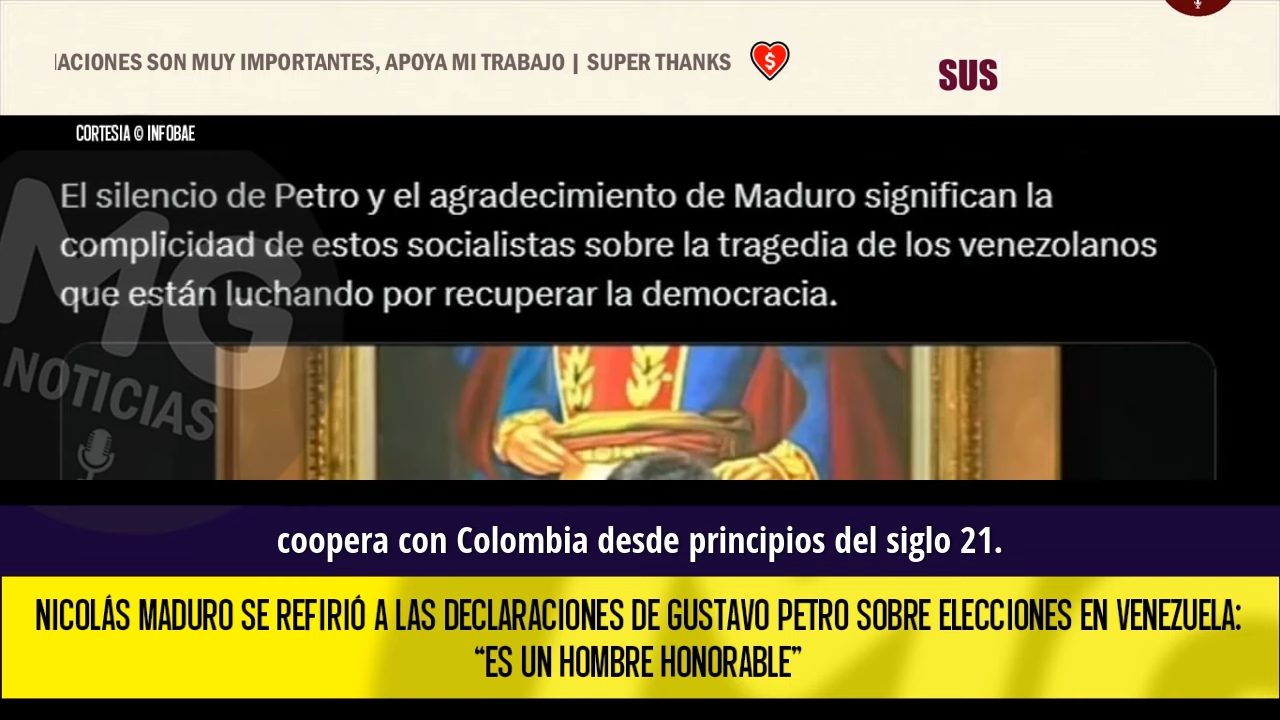 IACIONES SON MUY IMPORTANTES, APOYA MI TRABAJO | SUPER THANKS
$
SUS
CORTESIA © INFOBAE
El silencio de Petro y el agradecimiento de Maduro significan la
complicidad de estos socialistas sobre la tragedia de los venezolanos
que están luchando por recuperar la democracia.
MG
NOTICIAS
coopera con Colombia desde principios del siglo 21.
NICOLÁS MADURO SE REFIRIÓ A LAS DECLARACIONES DE GUSTAVO PETRO SOBRE ELECCIONES EN VENEZUELA:
“ES UN HOMBRE HONORABLE”